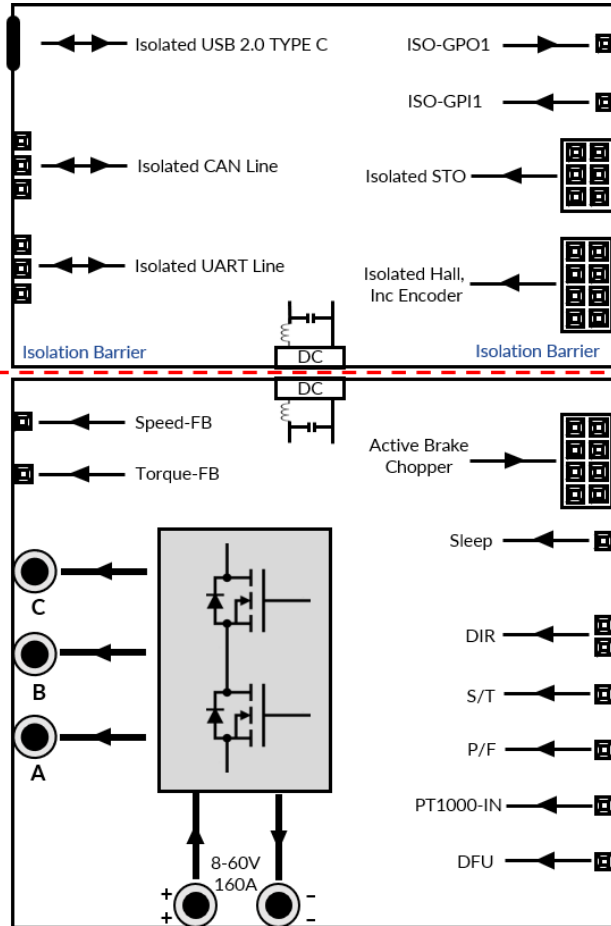 Isolated USB 2.0 TYPE C
ISO-GPO1
ISO-GPI1
Isolated CAN Line
Isolated STO
Isolated UART Line
Isolated Hall,
Inc Encoder
Isolation Barrier
DC
Isolation Barrier
DC
Speed-FB
Torque-FB
Active Brake
Chopper
Sleep
C
DIR
B
S/T
A
P/F
PT1000-IN
8-60V
160A
DFU
+
+
–
–